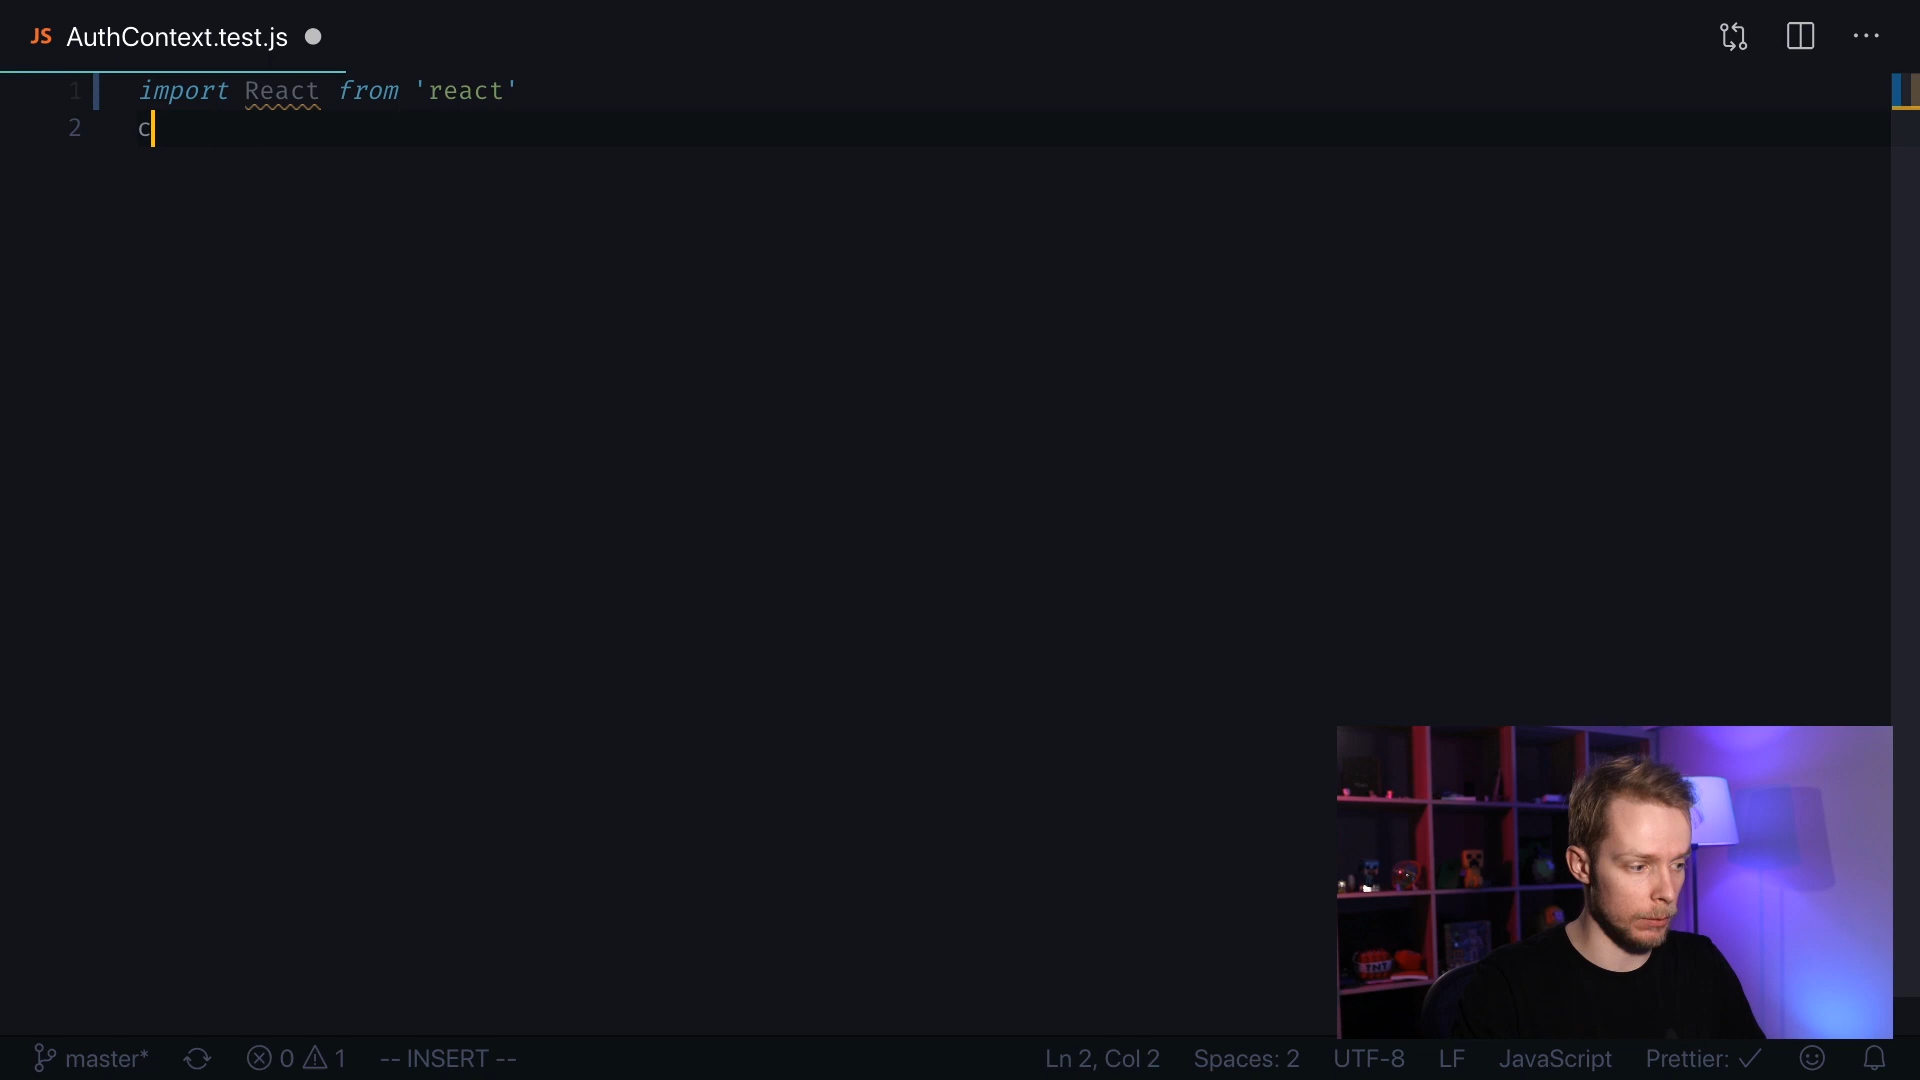 JS AuthContext.test.js
1 import React from 'react'
2 c
TNT
master* 0 1 -- INSERT -- Ln 2, Col 2 Spaces: 2 UTF-8 LF JavaScript Prettier: ✓